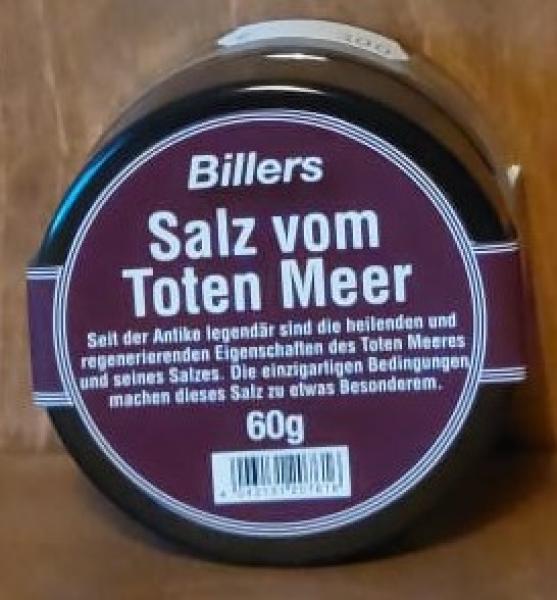 Billers
Salz vom
Toten Meer
Seit der Antike legendär sind die heilenden und
regenerierenden Eigenschaften des Toten Meeres
und seines Salzes. Die einzigartigen Bedingungen
machen dieses Salz zu etwas Besonderem.
60g